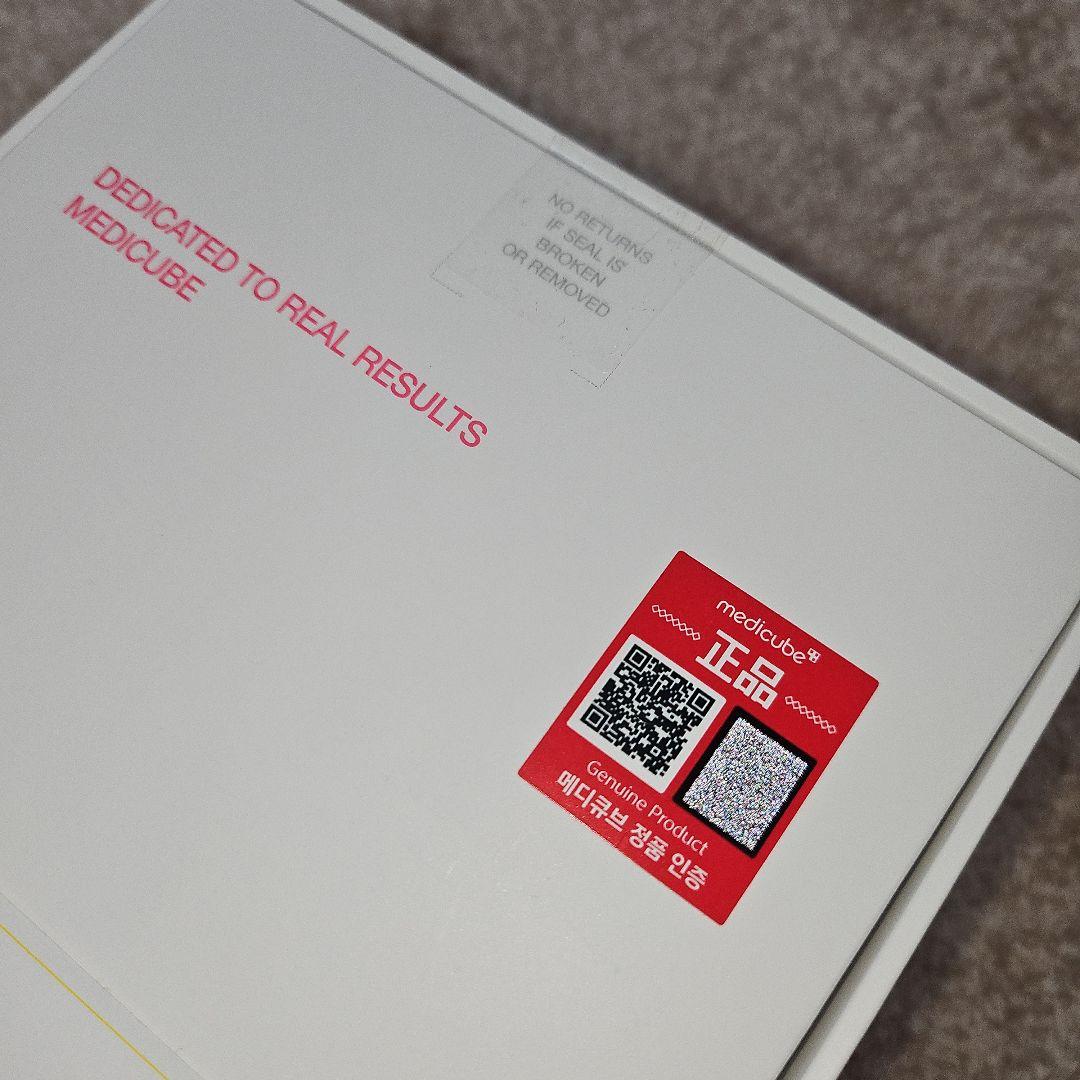 DEDICATED TO REAL RESULTS
MEDICUBE
NO RETURNS
IF SEAL IS
BROKEN
OR REMOVED
medicube
正品
Genuine Product
메디큐브 정품 인증